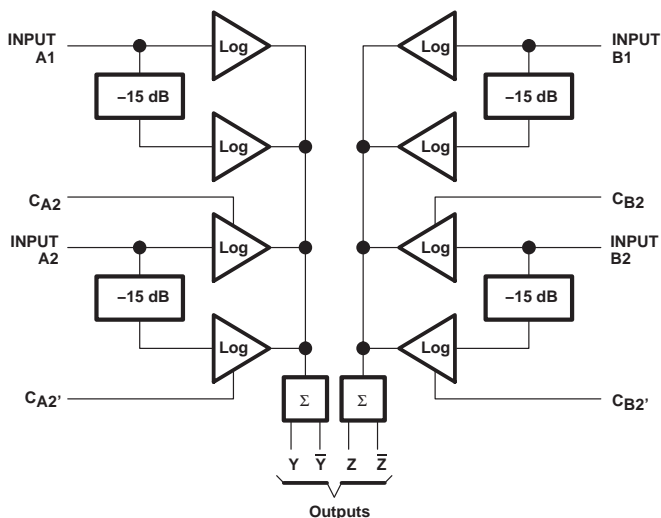 INPUT A1
Log
Log
INPUT B1
–15 dB
–15 dB
Log
Log
CA2
CB2
INPUT A2
Log
Log
INPUT B2
–15 dB
–15 dB
Log
Log
CA2'
CB2'
Σ
Σ
Y Y̅ Z Z̅
Outputs